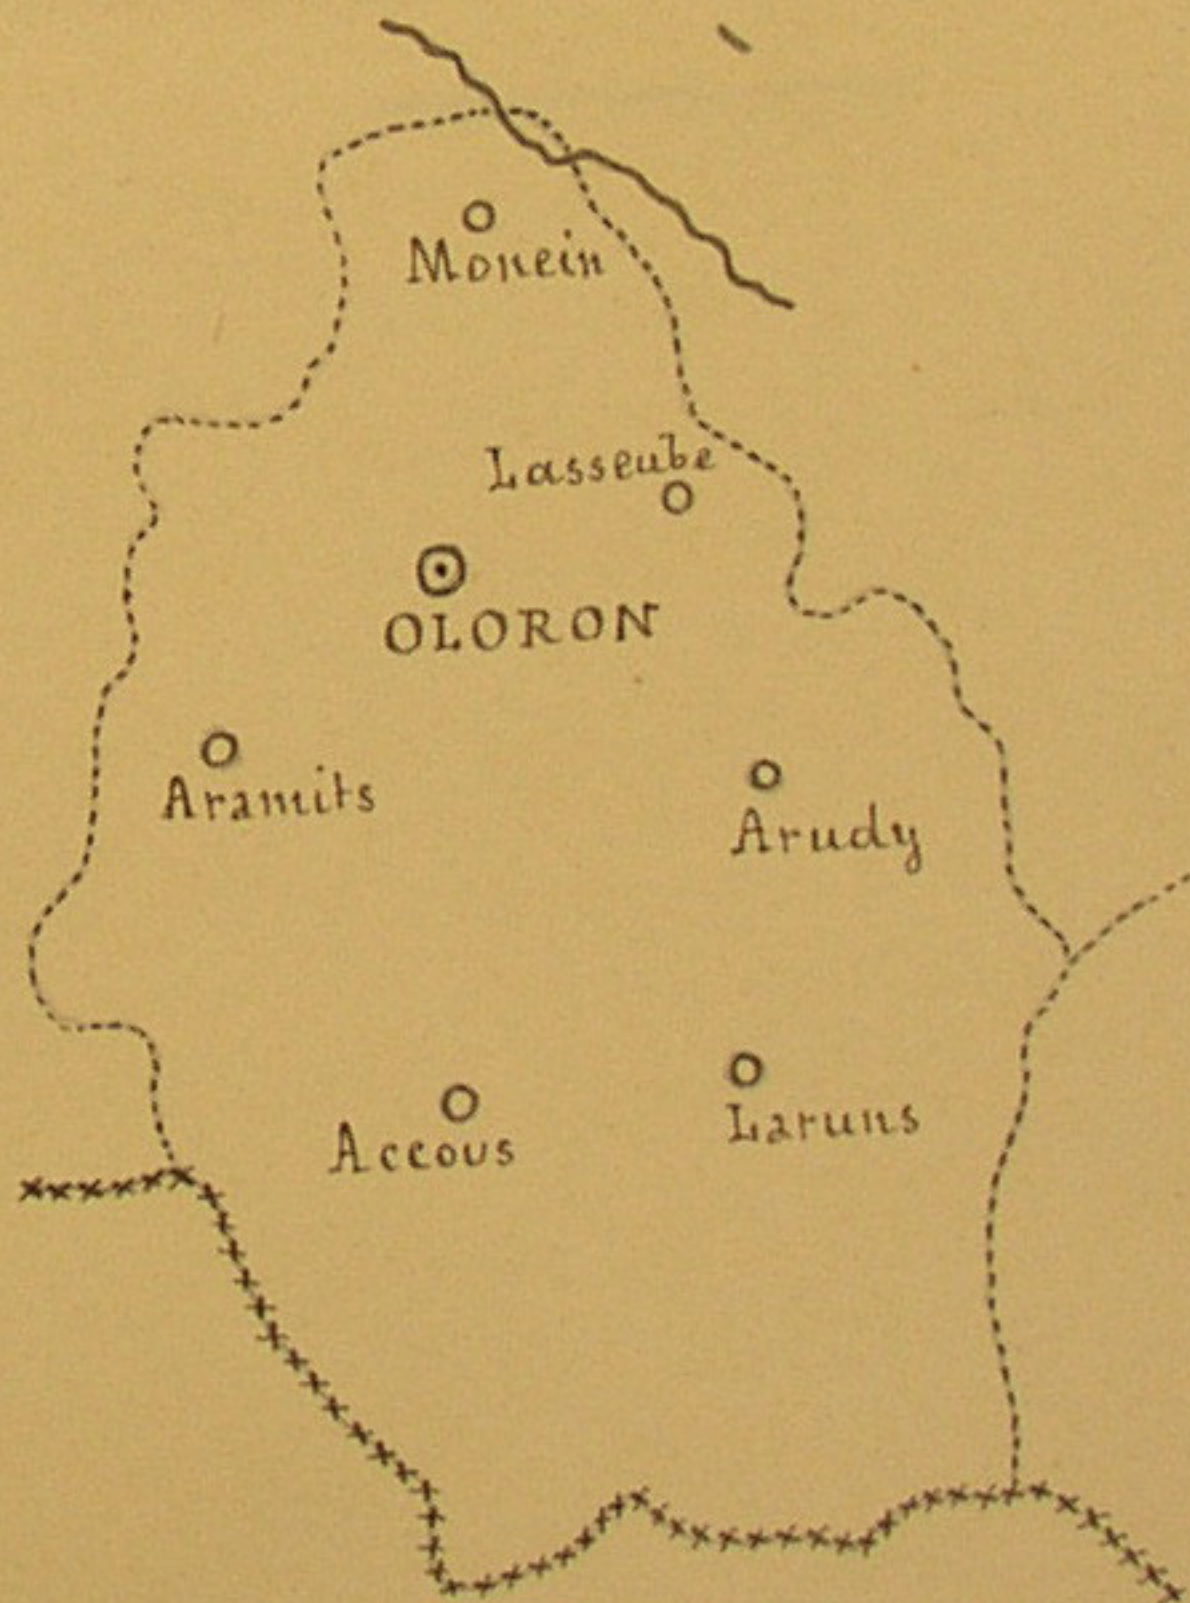 Monein
Lasseube
OLORON
Aramits
Arudy
Accous
Laruns